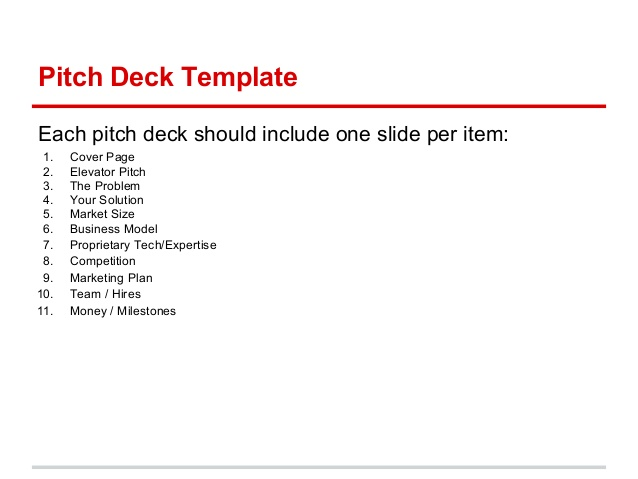 Pitch Deck Template
Each pitch deck should include one slide per item:
1. Cover Page
2. Elevator Pitch
3. The Problem
4. Your Solution
5. Market Size
6. Business Model
7. Proprietary Tech/Expertise
8. Competition
9. Marketing Plan
10. Team / Hires
11. Money / Milestones